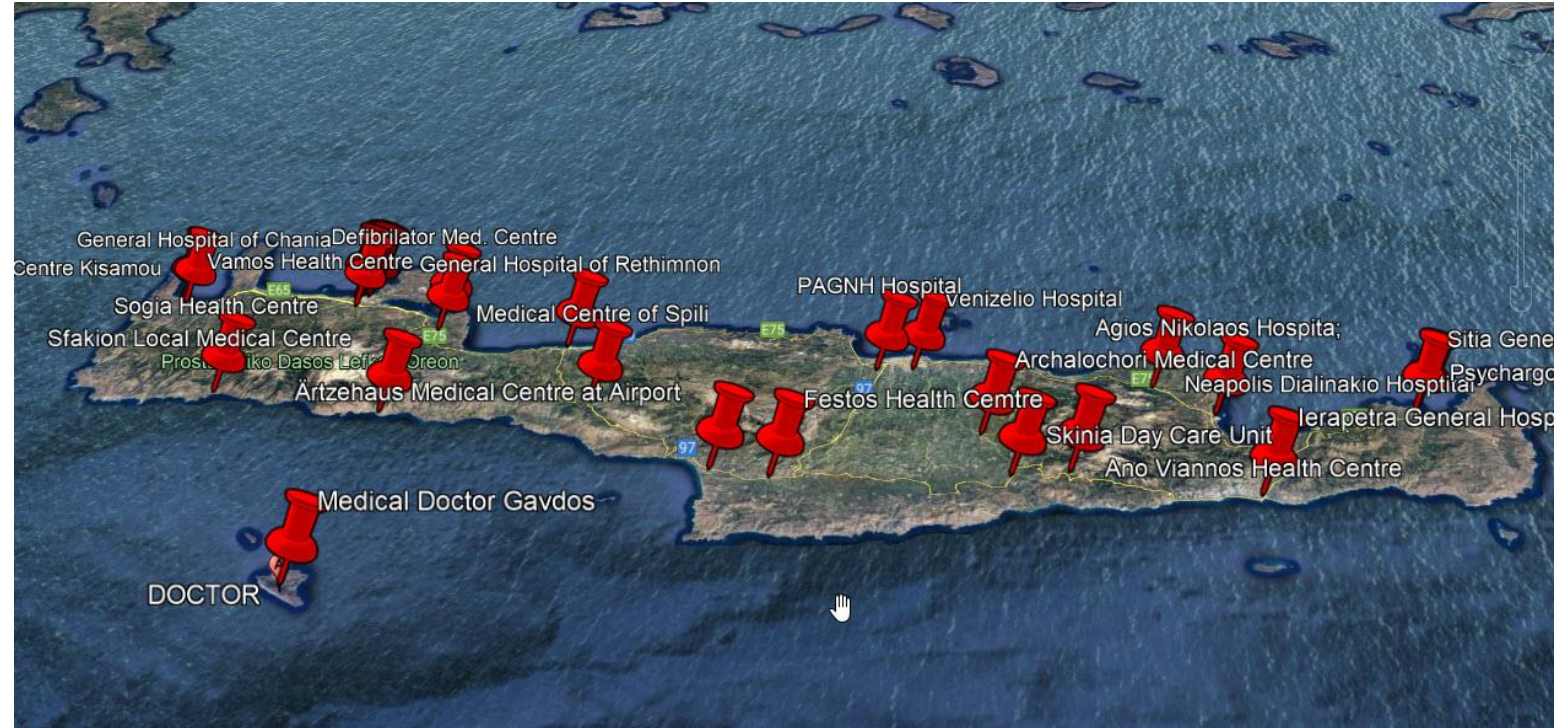 General Hospital of Chania
Defibrilator Med. Centre
Centre Kisamou
Vamos Health Centre
General Hospital of Rethimnon
E65
PAGNH Hospital
Venizelio Hospital
Sogia Health Centre
Medical Centre of Spili
E75
E75
Agios Nikolaos Hospita;
Sfakion Local Medical Centre
Sitia Gene
Archalochori Medical Centre
Dasos
Oreon
Psychargo
E7
Neapolis Dialinakio Hosptital
Ärtzehaus Medical Centre at Airport
97
Festos Health Cemtre
Ierapetra General Hosp
Skinia Day Care Unit
97
Ano Viannos Health Centre
Medical Doctor Gavdos
DOCTOR